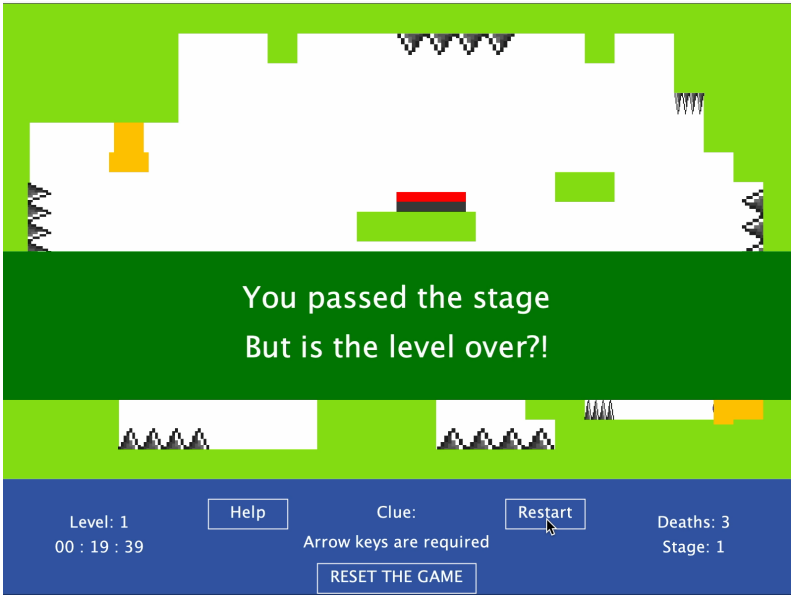 You passed the stage
But is the level over?!
Level: 1
00 : 19 : 39
Help
Clue:
Arrow keys are required
RESET THE GAME
Restart
Deaths: 3
Stage: 1